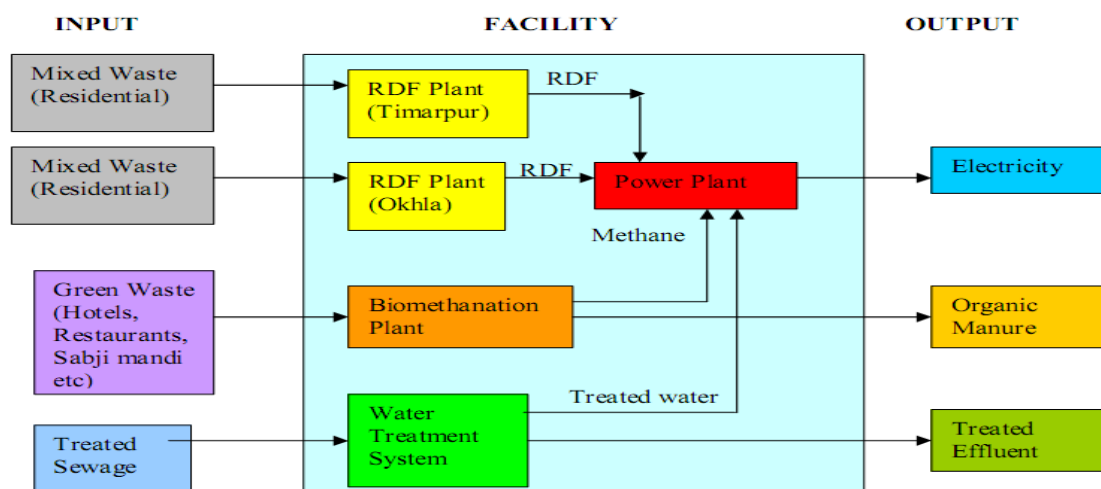 INPUT
FACILITY
OUTPUT
Mixed Waste
(Residential)
RDF Plant
(Timarpur)
RDF
Mixed Waste
(Residential)
RDF Plant
(Okhla)
RDF
Power Plant
Electricity
Methane
Green Waste
(Hotels,
Restaurants,
Sabji mandi
etc)
Biomethanation
Plant
Organic
Manure
Treated water
Treated
Sewage
Water
Treatment
System
Treated
Effluent